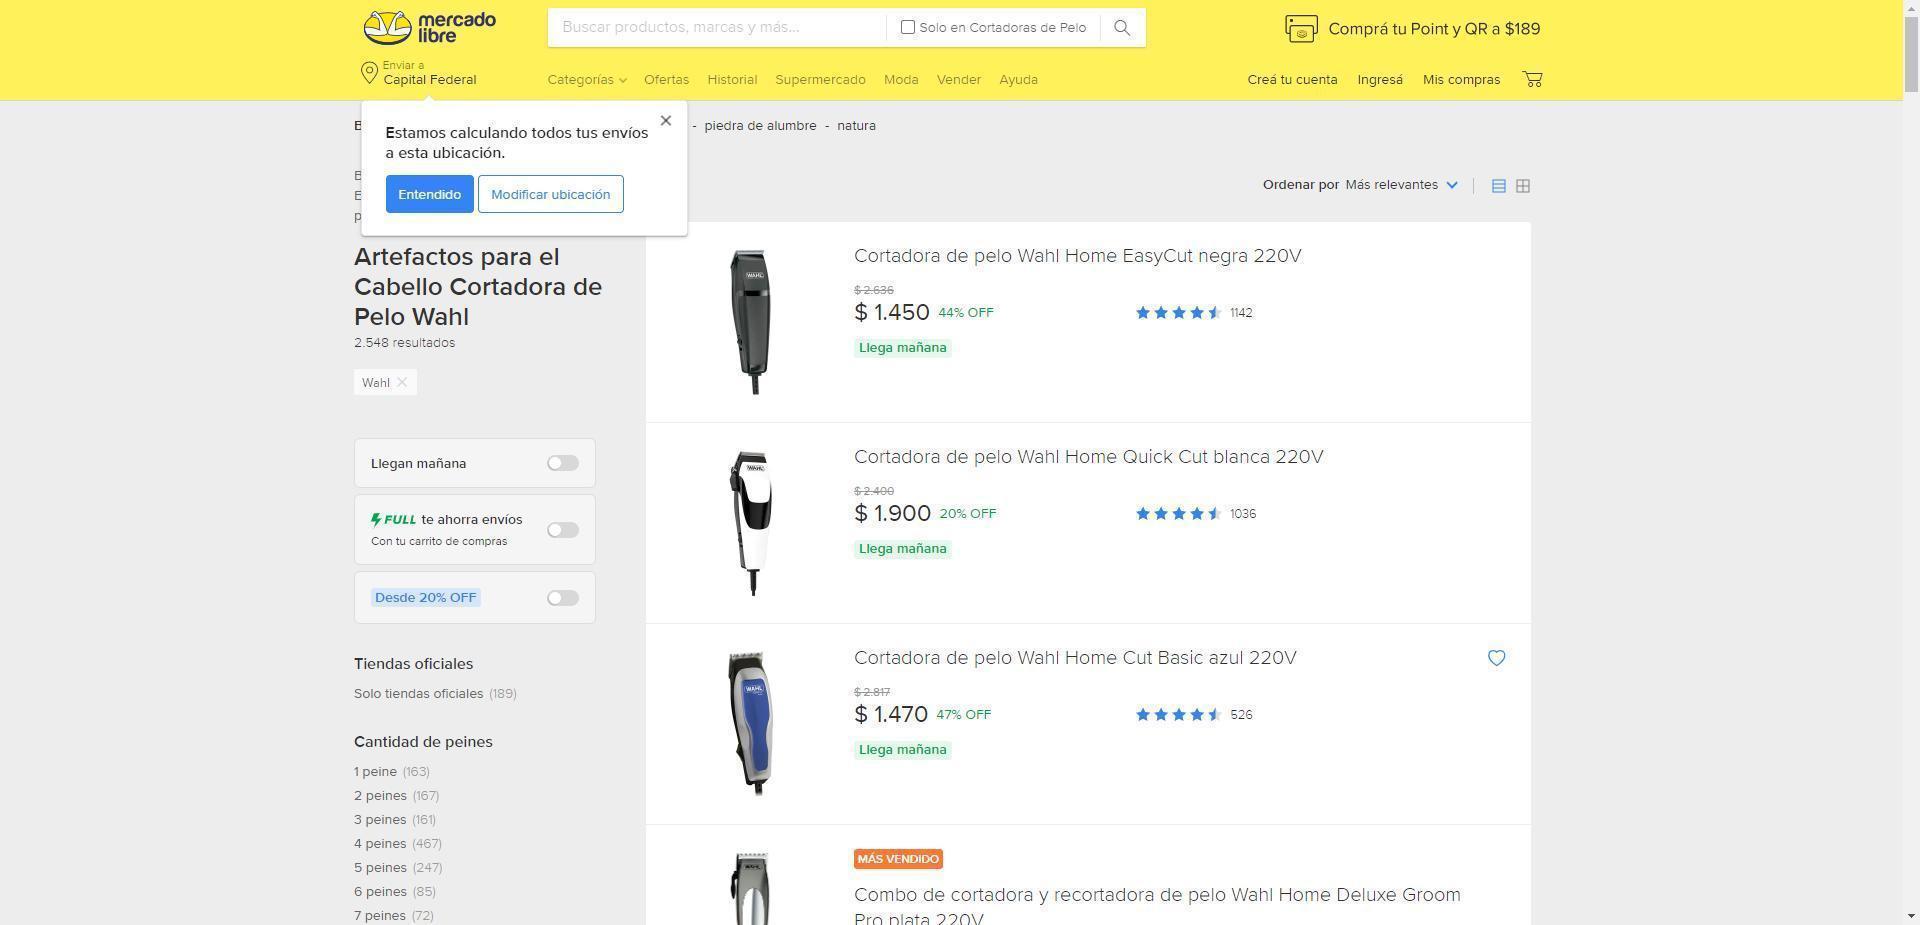 mercado
libre
Buscar productos, marcas y más...
Solo en Cortadoras de Pelo
Comprá tu Point y QR a $189
Enviar a
Capital Federal
Categorías Ofertas Historial Supermercado Moda Vender Ayuda
Creá tu cuenta Ingresá Mis compras
- piedra de alumbre - natura
Estamos calculando todos tus envíos
a esta ubicación.
Entendido Modificar ubicación
Ordenar por Más relevantes
Artefactos para el
Cabello Cortadora de
Pelo Wahl
2.548 resultados
Wahl
Llegan mañana
FULL te ahorra envíos
Con tu carrito de compras
Desde 20% OFF
Tiendas oficiales
Solo tiendas oficiales (189)
Cantidad de peines
1 peine (163)
2 peines (167)
3 peines (161)
4 peines (467)
5 peines (247)
6 peines (85)
7 peines (72)
WAHL
Cortadora de pelo Wahl Home EasyCut negra 220V
$ 2.636
$ 1.450 44% OFF
1142
Llega mañana
WAHL
Cortadora de pelo Wahl Home Quick Cut blanca 220V
$ 2.400
$ 1.900 20% OFF
1036
Llega mañana
WAHL
Cortadora de pelo Wahl Home Cut Basic azul 220V
$ 2.817
$ 1.470 47% OFF
526
Llega mañana
WAHL
MÁS VENDIDO
Combo de cortadora y recortadora de pelo Wahl Home Deluxe Groom
Pro plata 220V